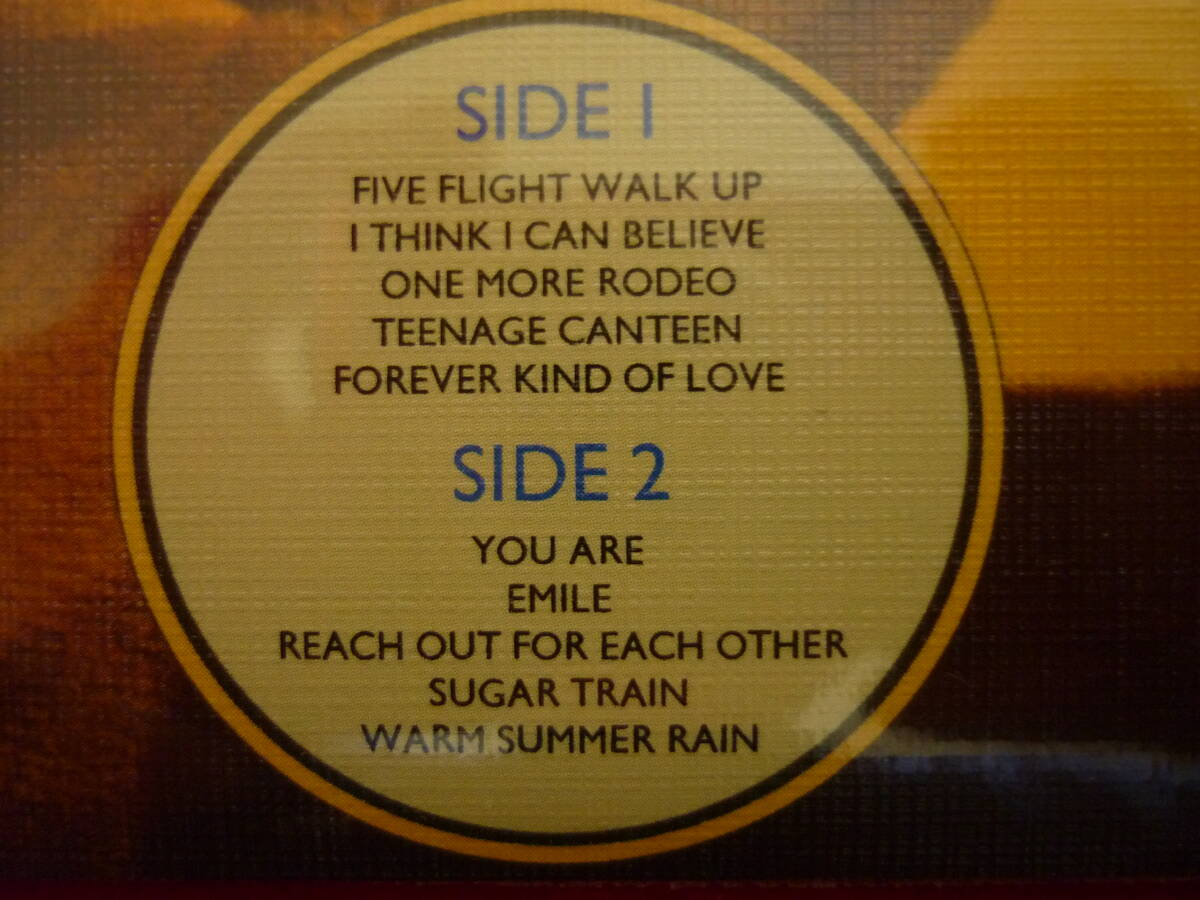 SIDE 1
FIVE FLIGHT WALK UP
I THINK I CAN BELIEVE
ONE MORE RODEO
TEENAGE CANTEEN
FOREVER KIND OF LOVE
SIDE 2
YOU ARE
EMILE
REACH OUT FOR EACH OTHER
SUGAR TRAIN
WARM SUMMER RAIN